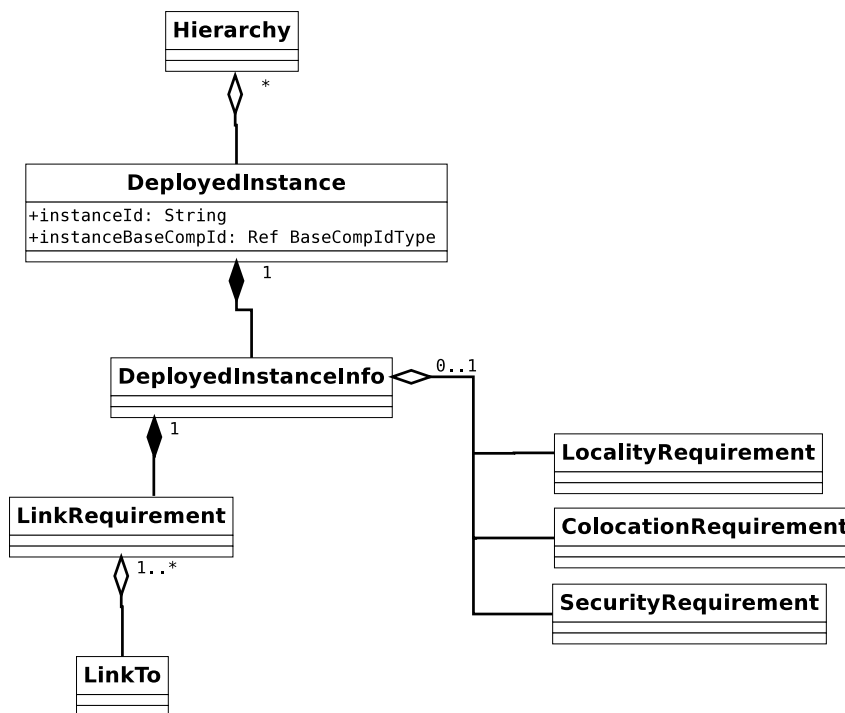 Hierarchy
*
DeployedInstance
+instanceId: String
+instanceBaseCompId: Ref BaseCompIdType
1
DeployedInstanceInfo
0..1
1
LocalityRequirement
LinkRequirement
ColocationRequirement
1..*
SecurityRequirement
LinkTo